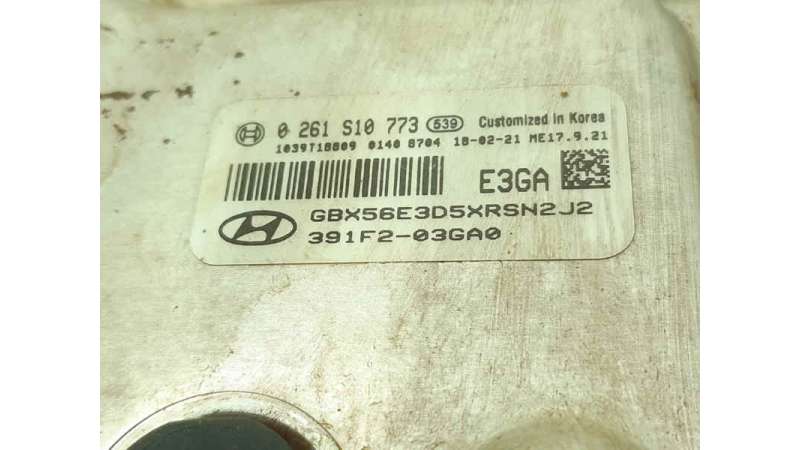 0 261 S10 773 539 Customized in Korea
1039T18809 0140 8704 18-02-21 ME17.9.21
E3GA
GBX56E3D5XRSN2J2
391F2-03GA0